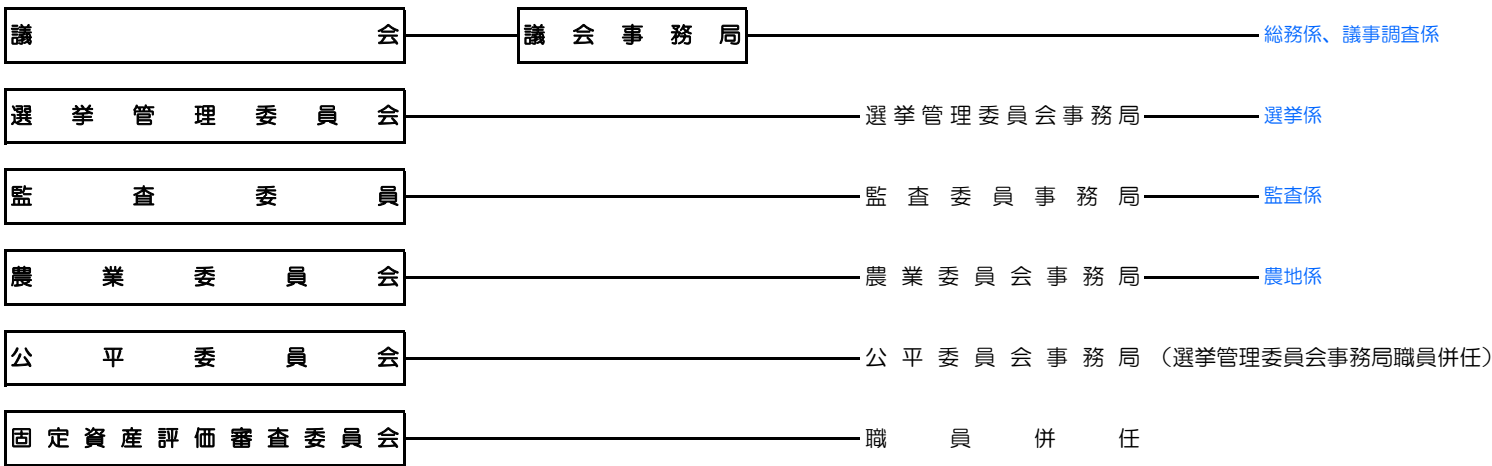 議会 議会事務局 総務係、議事調査係
選挙管理委員会 選挙管理委員会事務局 選挙係
監査委員 監査委員事務局 監査係
農業委員会 農業委員会事務局 農地係
公平委員会 公平委員会事務局（選挙管理委員会事務局職員併任）
固定資産評価審査委員会 職員併任